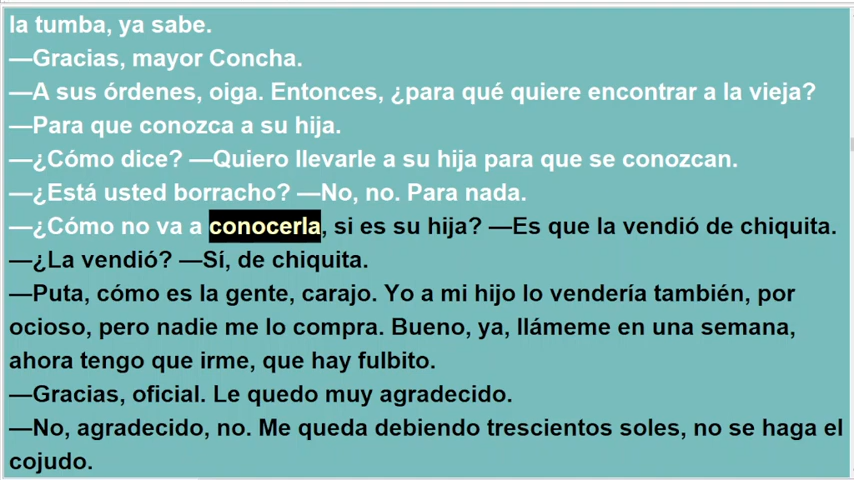 la tumba, ya sabe.
—Gracias, mayor Concha.
—A sus órdenes, oiga. Entonces, ¿para qué quiere encontrar a la vieja?
—Para que conozca a su hija.
—¿Cómo dice? —Quiero llevarle a su hija para que se conozcan.
—¿Está usted borracho? —No, no. Para nada.
—¿Cómo no va a conocerla, si es su hija? —Es que la vendió de chiquita.
—¿La vendió? —Sí, de chiquita.
—Puta, cómo es la gente, carajo. Yo a mi hijo lo vendería también, por
ocioso, pero nadie me lo compra. Bueno, ya, llámeme en una semana,
ahora tengo que irme, que hay fulbito.
—Gracias, oficial. Le quedo muy agradecido.
—No, agradecido, no. Me queda debiendo trescientos soles, no se haga el
cojudo.